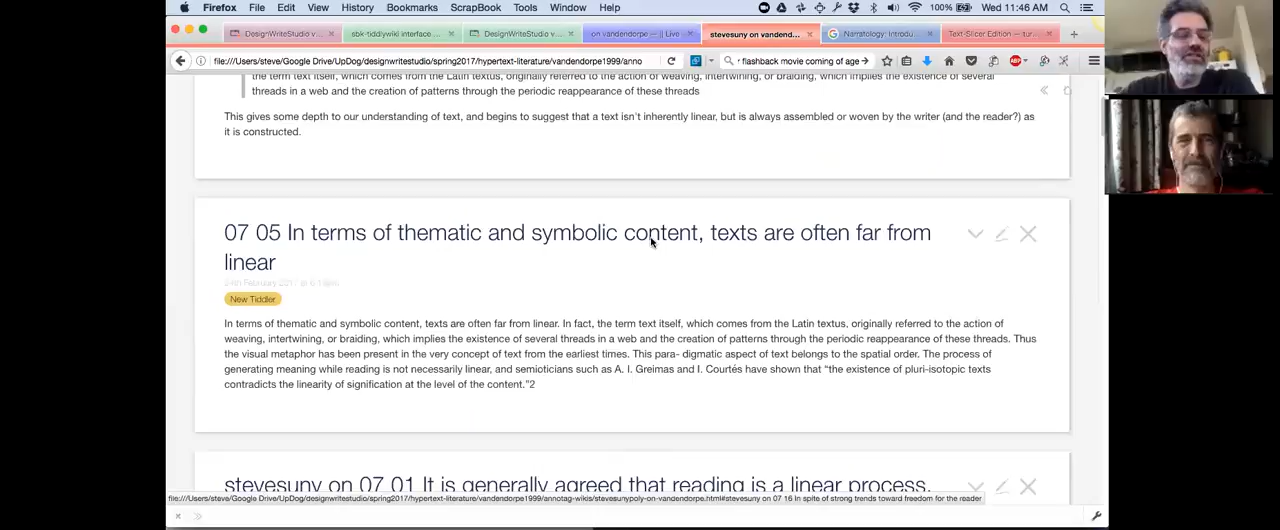 Firefox File Edit View History Bookmarks ScrapBook Tools Window Help 100% Wed 11:46 AM
DesignWriteStudio v... × sbk-tiddlywiki interface... × DesignWriteStudio v... × on vandendorpe — || Live × stevesuny on vandend... × Narratology: Introdu... × Text-Slicer Edition — tur... ×
file:///Users/steve/Google Drive/UpDog/designwritestudio/spring2017/hypertext-literature/vandendorpe1999/anno flashback movie coming of age
the term text itself, which comes from the Latin textus, originally referred to the action of weaving, intertwining, or braiding, which implies the existence of several
threads in a web and the creation of patterns through the periodic reappearance of these threads
This gives some depth to our understanding of text, and begins to suggest that a text isn't inherently linear, but is always assembled or woven by the writer (and the reader?) as
it is constructed.
07 05 In terms of thematic and symbolic content, texts are often far from
linear
24th February 2017
New Tiddler
In terms of thematic and symbolic content, texts are often far from linear. In fact, the term text itself, which comes from the Latin textus, originally referred to the action of
weaving, intertwining, or braiding, which implies the existence of several threads in a web and the creation of patterns through the periodic reappearance of these threads. Thus
the visual metaphor has been present in the very concept of text from the earliest times. This para- digmatic aspect of text belongs to the spatial order. The process of
generating meaning while reading is not necessarily linear, and semioticians such as A. I. Greimas and I. Courtés have shown that “the existence of pluri-isotopic texts
contradicts the linearity of signification at the level of the content.”2
stevesuny on 07 01 It is generally agreed that reading is a linear process,
file:///Users/steve/Google Drive/UpDog/designwritestudio/spring2017/hypertext-literature/vandendorpe1999/annotag-wikis/stevesunypoly-on-vandendorpe.html#stevesuny on 07 16 In spite of strong trends toward freedom for the reader